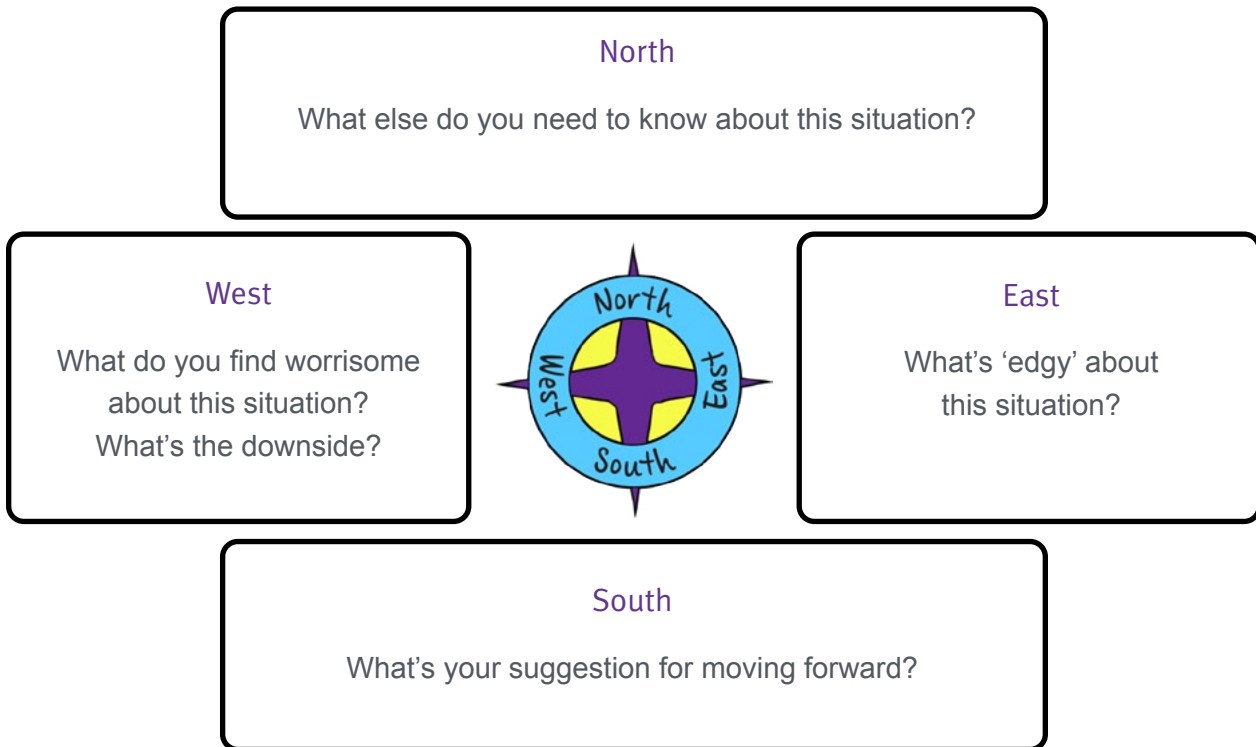 North
What else do you need to know about this situation?
West
What do you find worrisome
about this situation?
What’s the downside?
North
West
East
South
East
What’s ‘edgy’ about
this situation?
South
What’s your suggestion for moving forward?